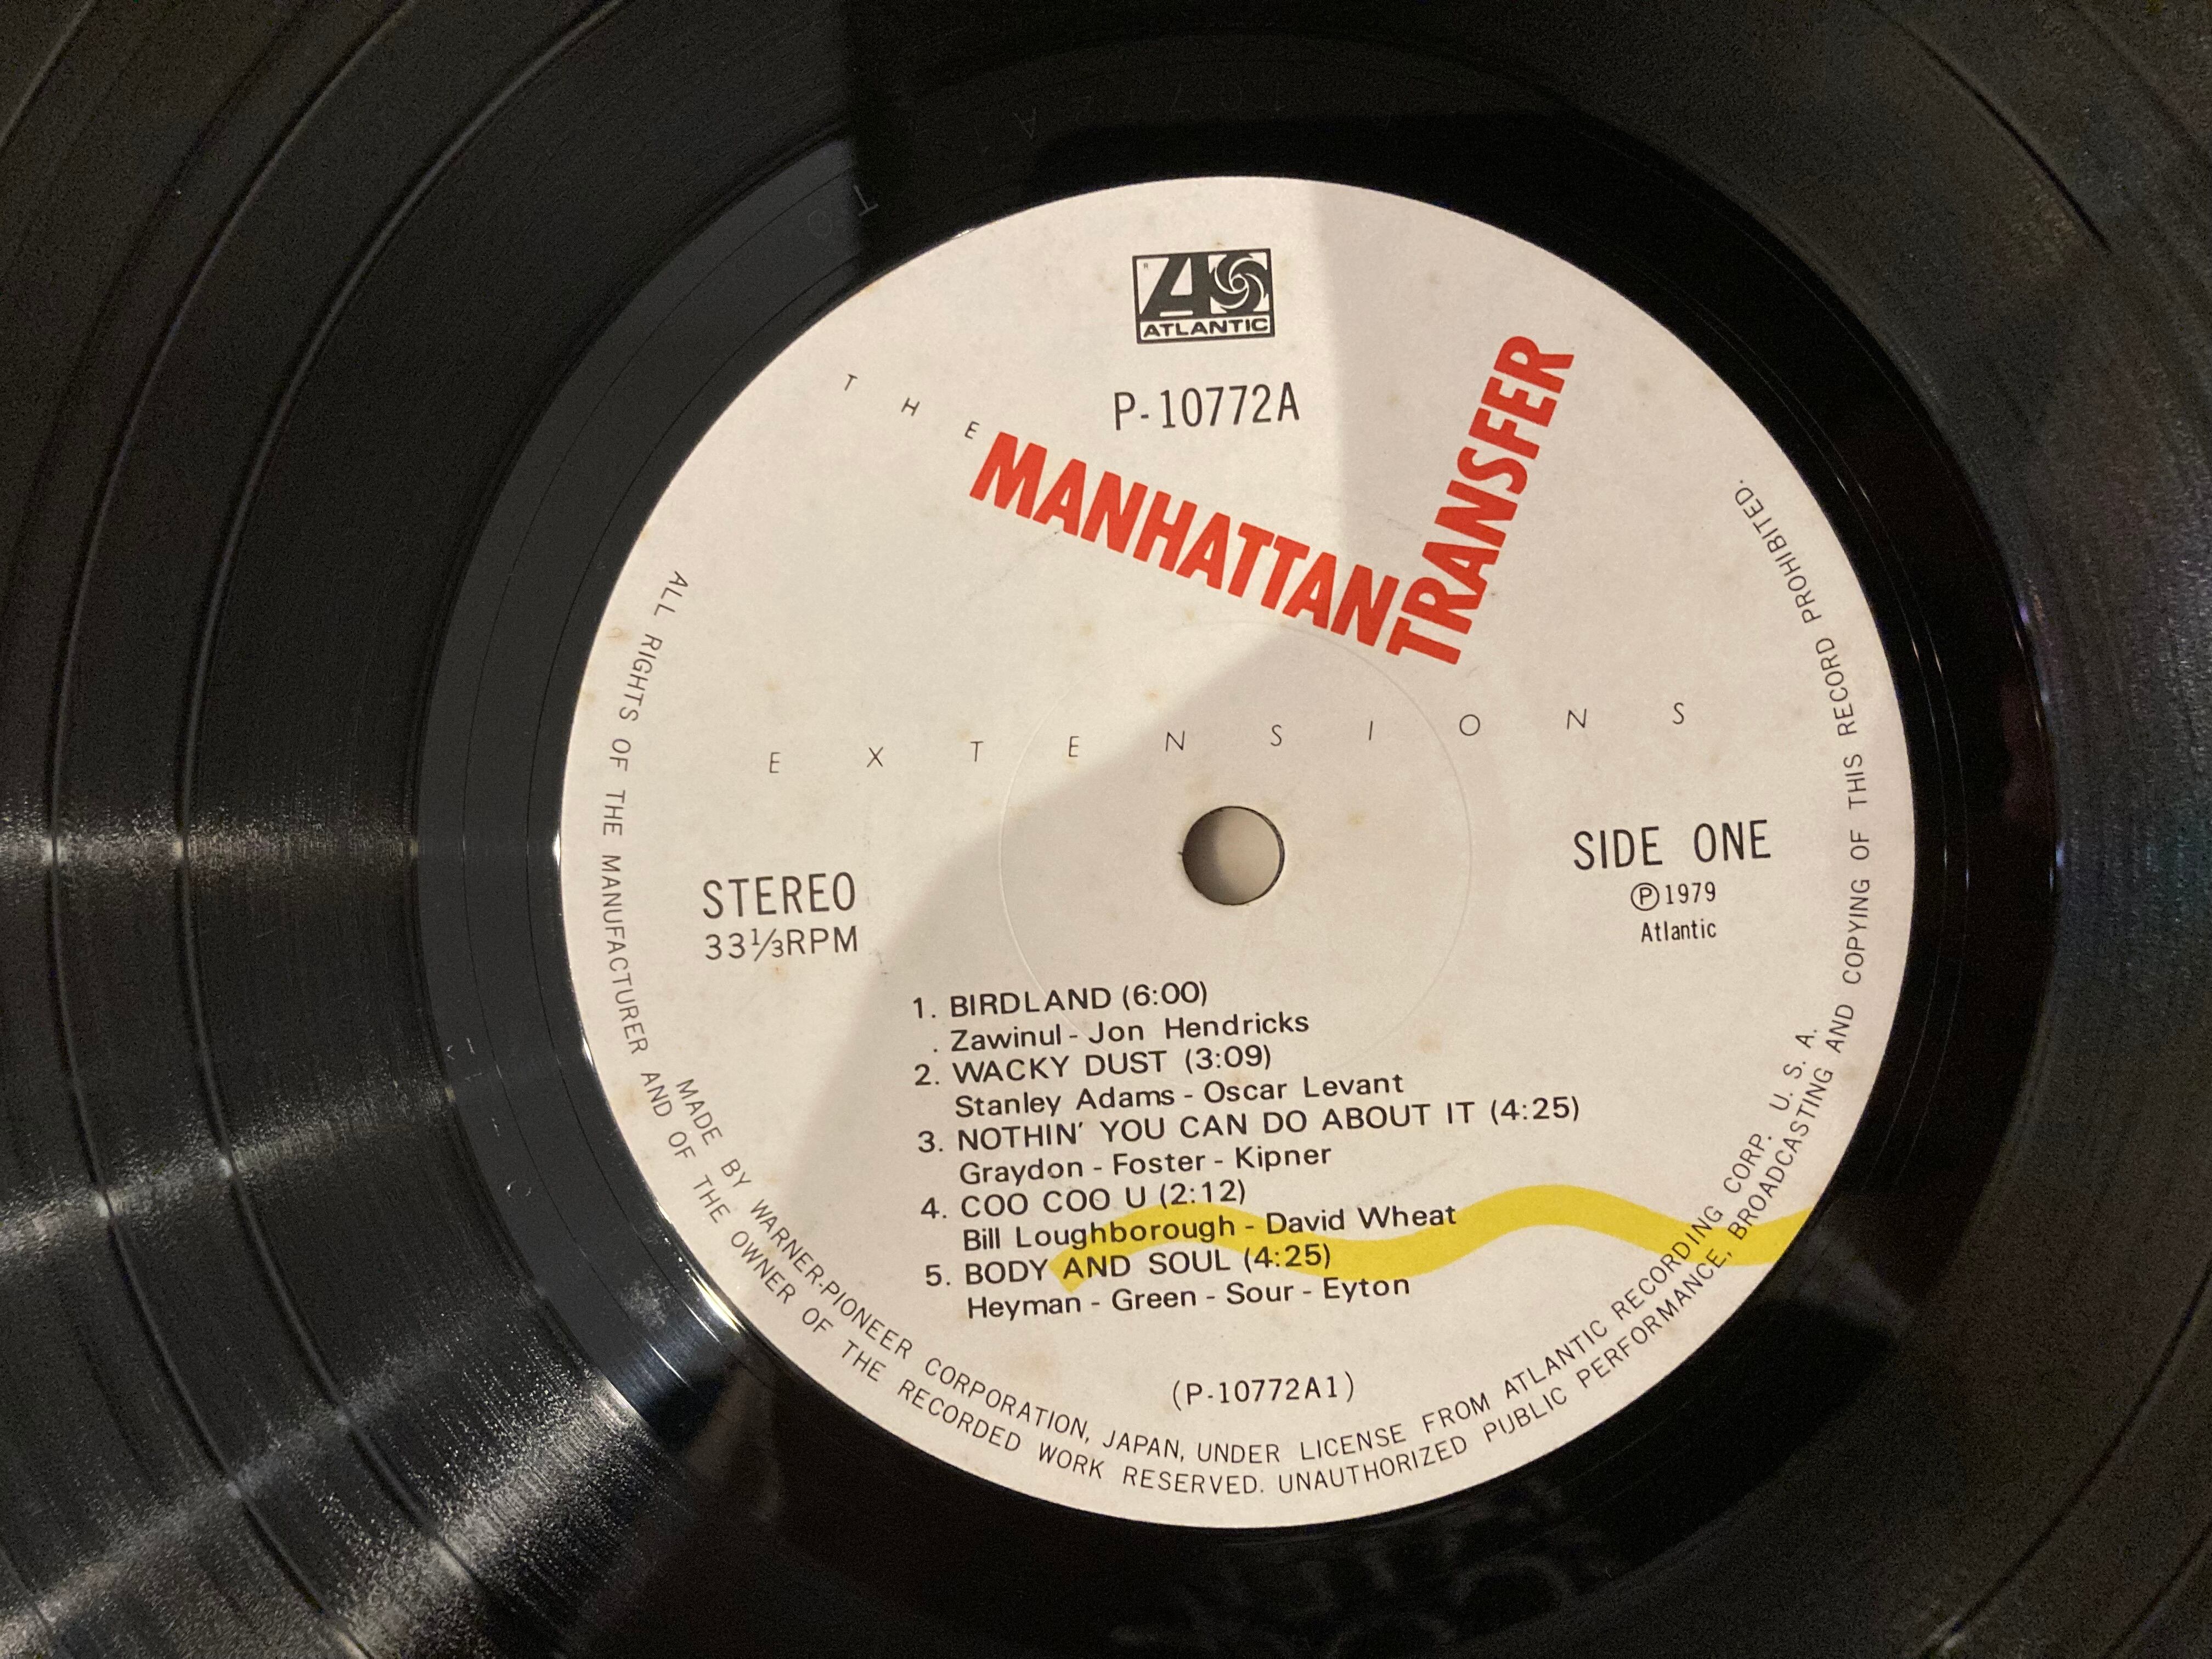 ATLANTIC
P-10772A
THE
MANHATTAN
TRANSFER
EXTENSIONS
STEREO
33⅓RPM
SIDE ONE
Ⓟ1979
Atlantic
1. BIRDLAND (6:00)
. Zawinul - Jon Hendricks
2. WACKY DUST (3:09)
Stanley Adams - Oscar Levant
3. NOTHIN' YOU CAN DO ABOUT IT (4:25)
Graydon - Foster - Kipner
4. COO COO U (2:12)
Bill Loughborough - David Wheat
5. BODY AND SOUL (4:25)
Heyman - Green - Sour - Eyton
(P-10772A1)
MADE BY WARNER-PIONEER CORPORATION, JAPAN, UNDER LICENSE FROM ATLANTIC RECORDING CORP. U. S. A.
ALL RIGHTS OF THE MANUFACTURER AND OF THE OWNER OF THE RECORDED WORK RESERVED. UNAUTHORIZED PUBLIC PERFORMANCE, BROADCASTING AND COPYING OF THIS RECORD PROHIBITED.